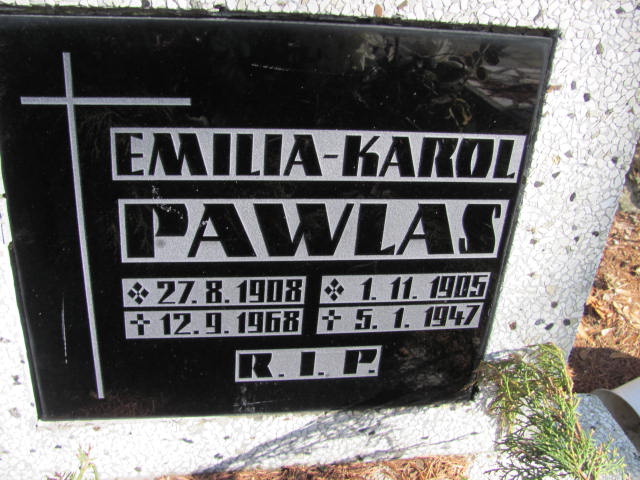 EMILIA-KAROL
PAWLAS
27.8.1908 1.11.1905
✝ 12.9.1968 ✝ 5.1.1947
R.I.P.